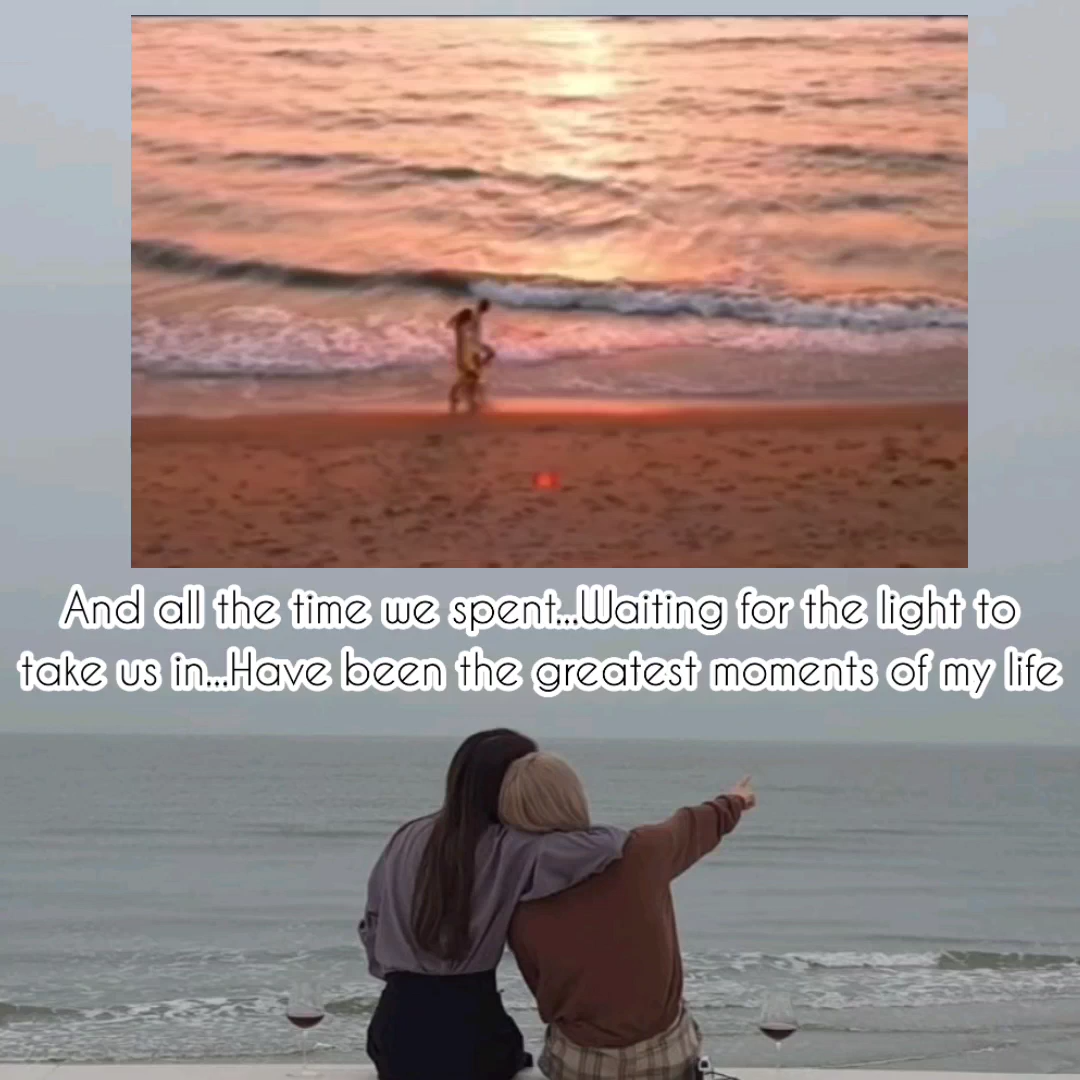 And all the time we spent...Waiting for the light to
take us in...Have been the greatest moments of my life